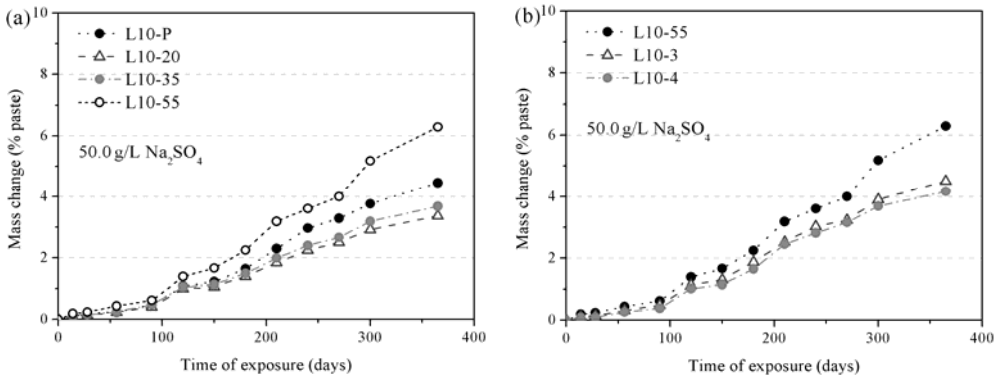 (a)
L10-P
L10-20
L10-35
L10-55
50.0 g/L Na₂SO₄
Mass change (% paste)
10
8
6
4
2
0
0 100 200 300 400
Time of exposure (days)
(b)
L10-55
L10-3
L10-4
50.0 g/L Na₂SO₄
Mass change (% paste)
10
8
6
4
2
0
0 100 200 300 400
Time of exposure (days)